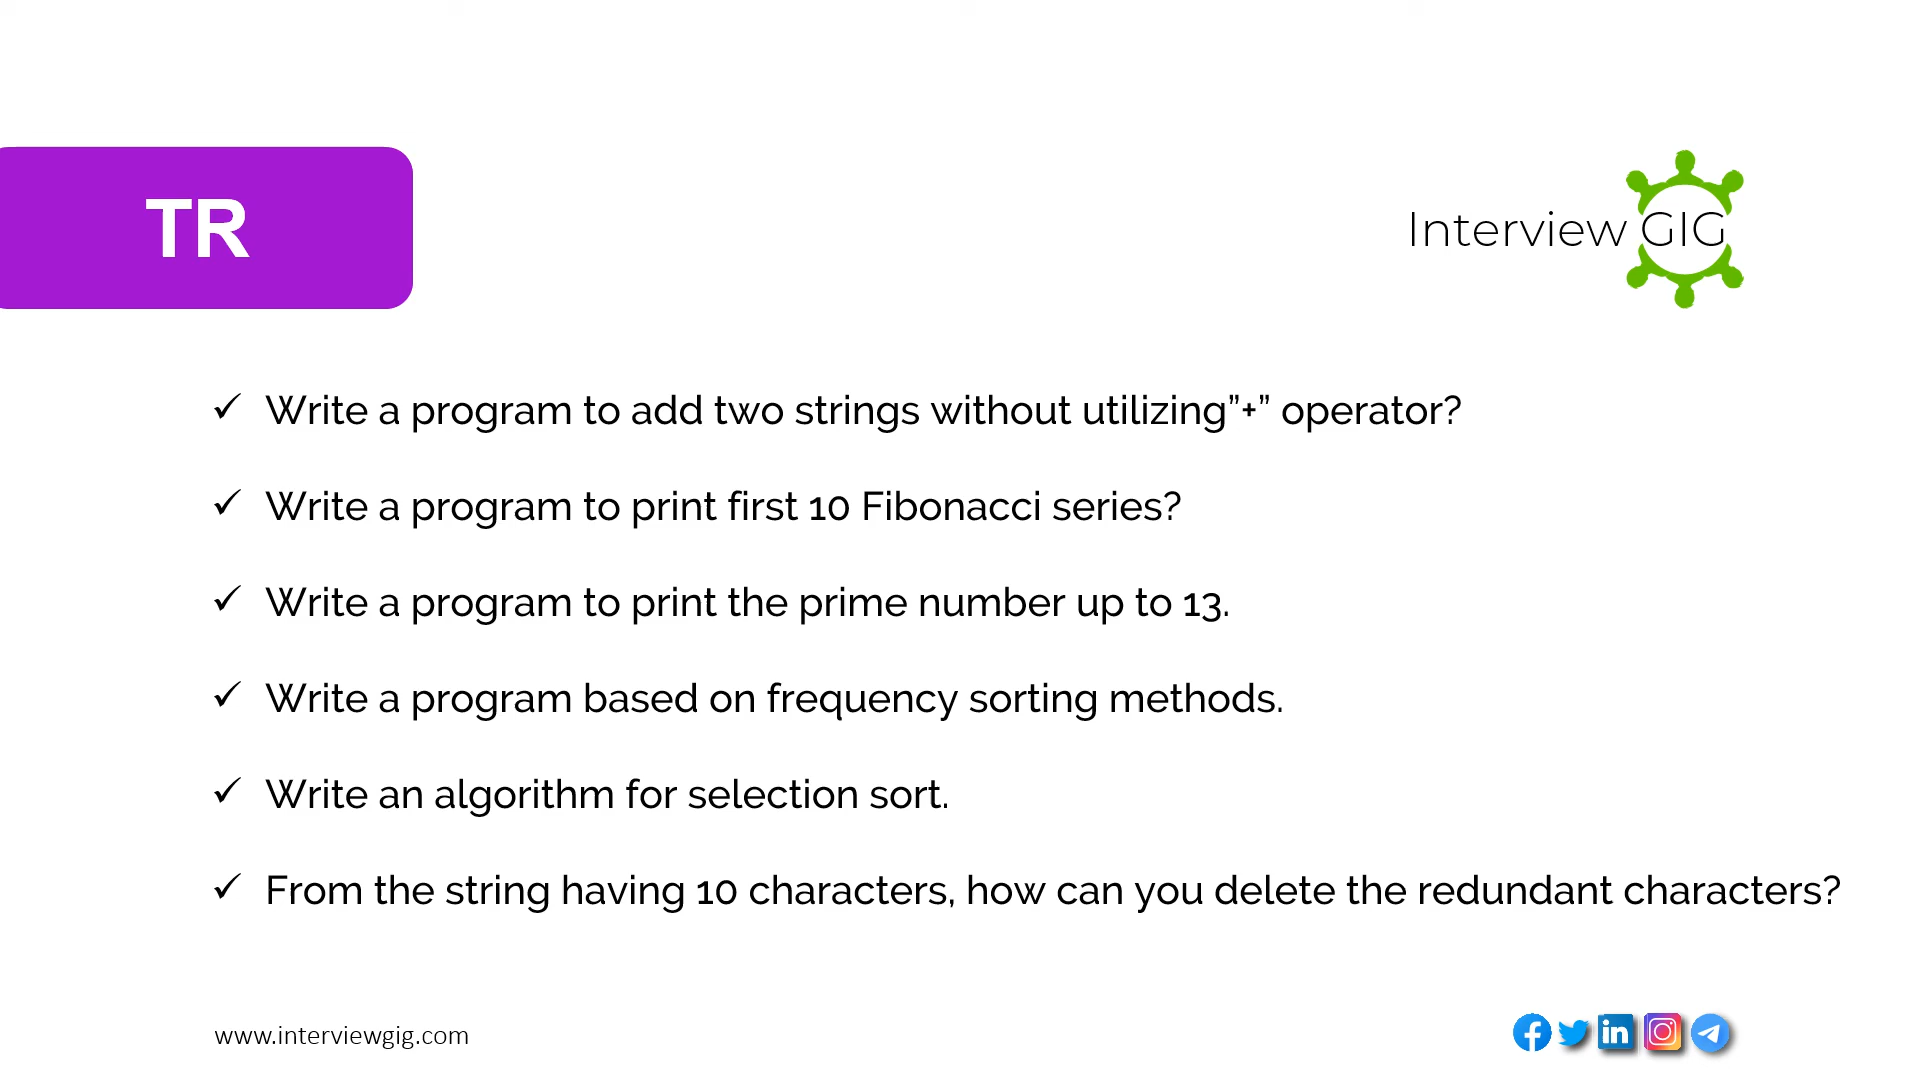 TR
Interview GIG
✓ Write a program to add two strings without utilizing”+” operator?
✓ Write a program to print first 10 Fibonacci series?
✓ Write a program to print the prime number up to 13.
✓ Write a program based on frequency sorting methods.
✓ Write an algorithm for selection sort.
✓ From the string having 10 characters, how can you delete the redundant characters?
www.interviewgig.com